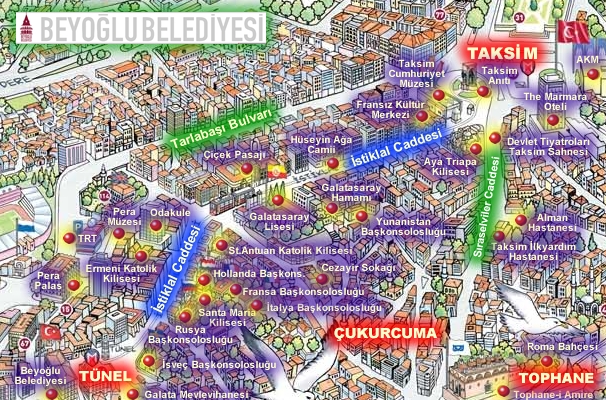 BEYOĞLU BELEDİYESİ
77
31
TAKSİM
AKM
Taksim
Cumhuriyet
Müzesi
Taksim
Anıtı
The Marmara
Oteli
Fransız Kültür
Merkezi
Tarlabaşı Bulvarı
Hüseyin Ağa
Camii
İstiklal Caddesi
Devlet Tiyatroları
Taksim Sahnesi
Çiçek Pasajı
Aya Triapa
Kilisesi
Sıraselviler Caddesi
Galatasaray
Hamamı
Galatasaray
Lisesi
Yunanistan
Başkonsolosluğu
Alman
Hastanesi
Taksim İlkyardım
Hastanesi
Pera
Müzesi
Odakule
TRT
Ermeni Katolik
Kilisesi
İstiklal Caddesi
St.Antuan Katolik Kilisesi
Hollanda Başkons.
Cezayir Sokağı
Pera
Palas
Fransa Başkonsolosluğu
İtalya Başkonsolosluğu
Santa Maria
Kilisesi
15
Rusya
Başkonsolosluğu
ÇUKURCUMA
67
Roma Bahçesi
Beyoğlu
Belediyesi
TÜNEL
İsveç Başkonsolosluğu
TOPHANE
Galata Mevlevihanesi
Tophane-i Amire